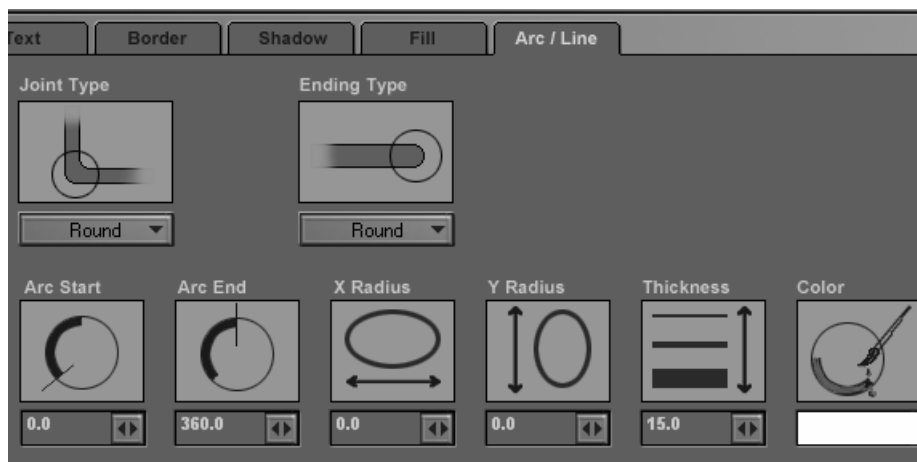 Text Border Shadow Fill Arc / Line
Joint Type Ending Type
Round Round
Arc Start Arc End X Radius Y Radius Thickness Color
0.0 360.0 0.0 0.0 15.0